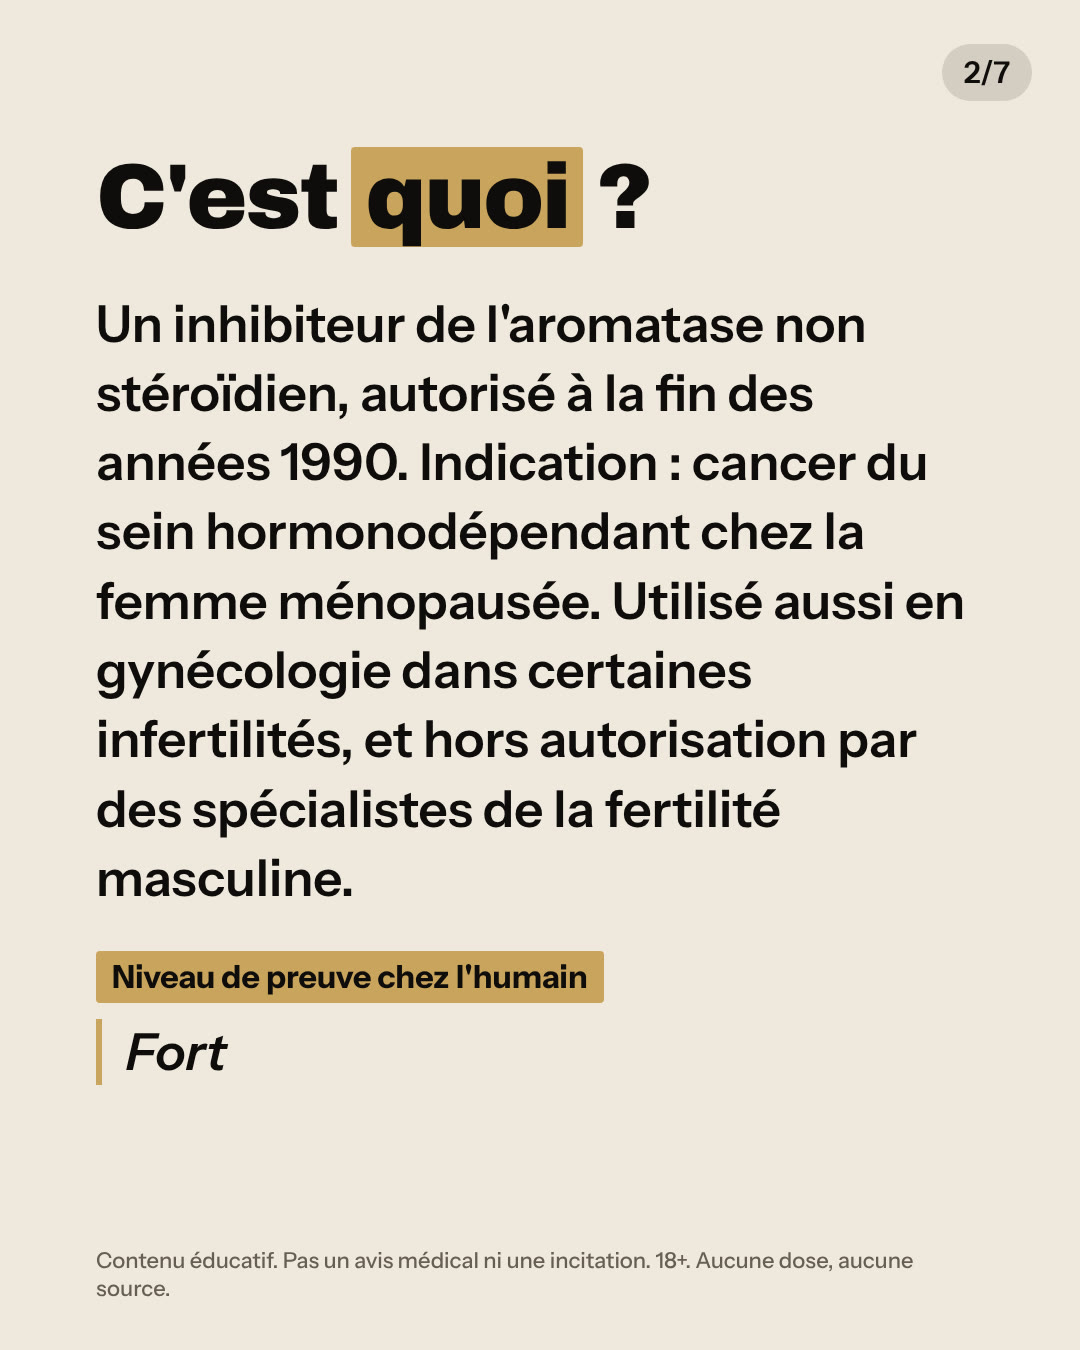 2/7
C'est quoi ?
Un inhibiteur de l'aromatase non
stéroïdien, autorisé à la fin des
années 1990. Indication : cancer du
sein hormonodépendant chez la
femme ménopausée. Utilisé aussi en
gynécologie dans certaines
infertilités, et hors autorisation par
des spécialistes de la fertilité
masculine.
Niveau de preuve chez l'humain
Fort
Contenu éducatif. Pas un avis médical ni une incitation. 18+. Aucune dose, aucune
source.